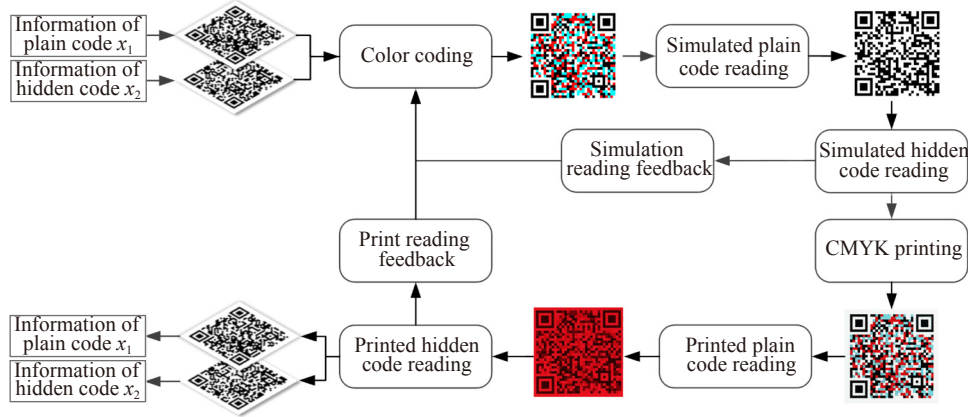 Information of
plain code x1
Information of
hidden code x2
Color coding
Simulated plain
code reading
Simulation
reading feedback
Simulated hidden
code reading
Print reading
feedback
CMYK printing
Information of
plain code x1
Information of
hidden code x2
Printed hidden
code reading
Printed plain
code reading